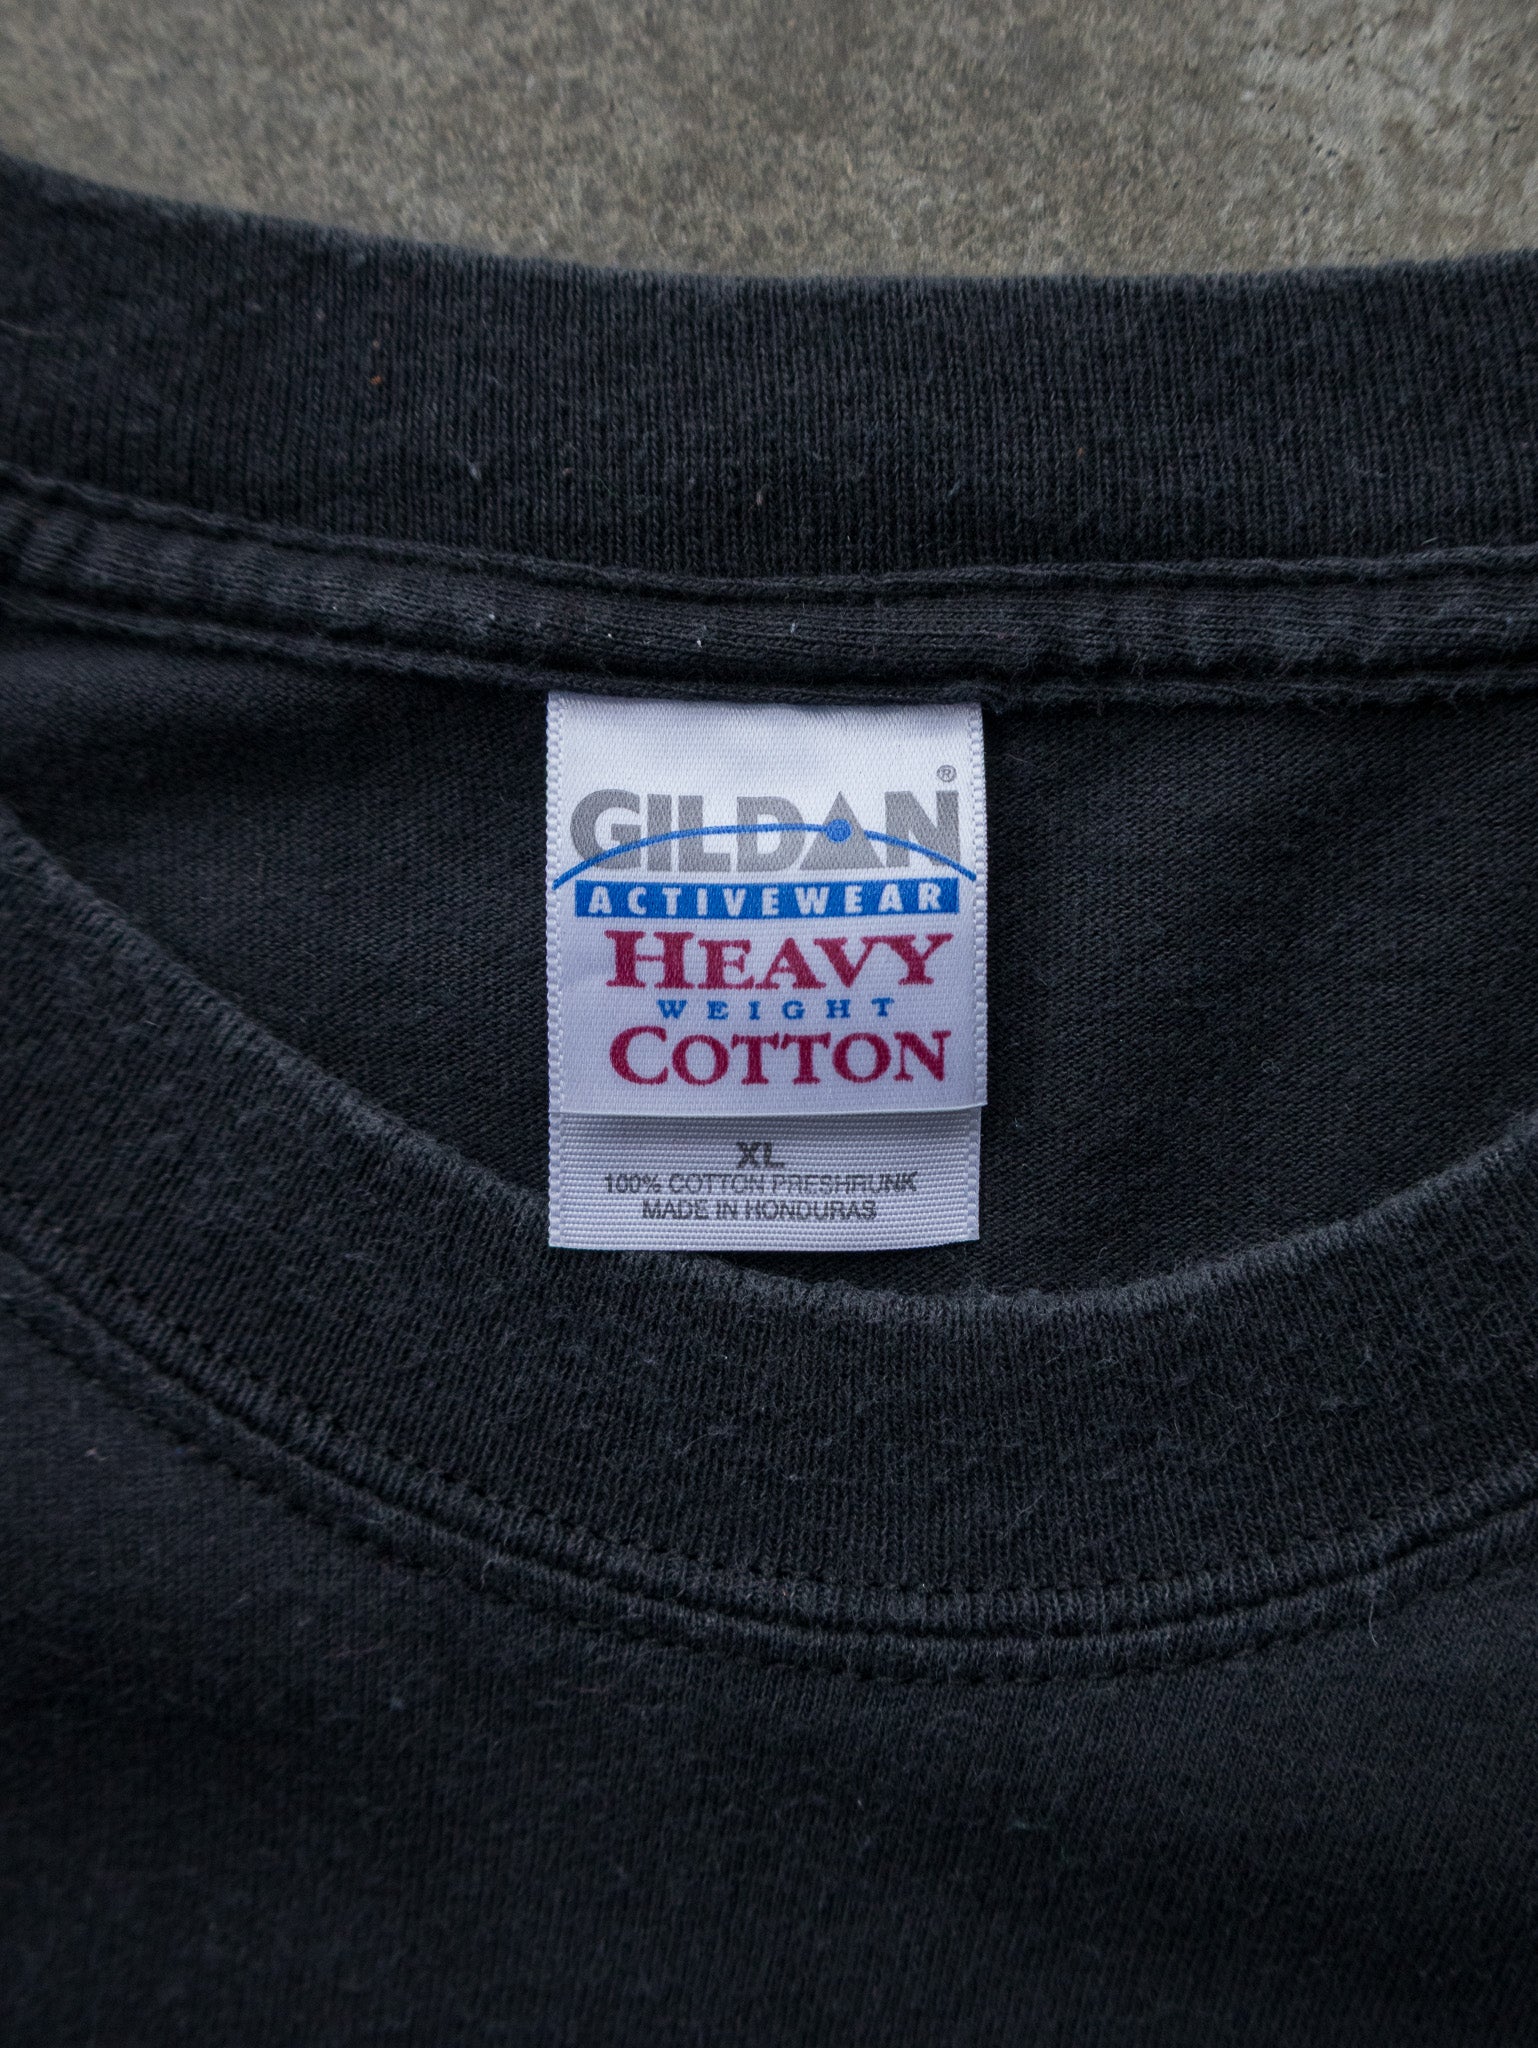 GILDAN®
ACTIVEWEAR
HEAVY
WEIGHT
COTTON
XL
100% COTTON PRESHRUNK
MADE IN HONDURAS